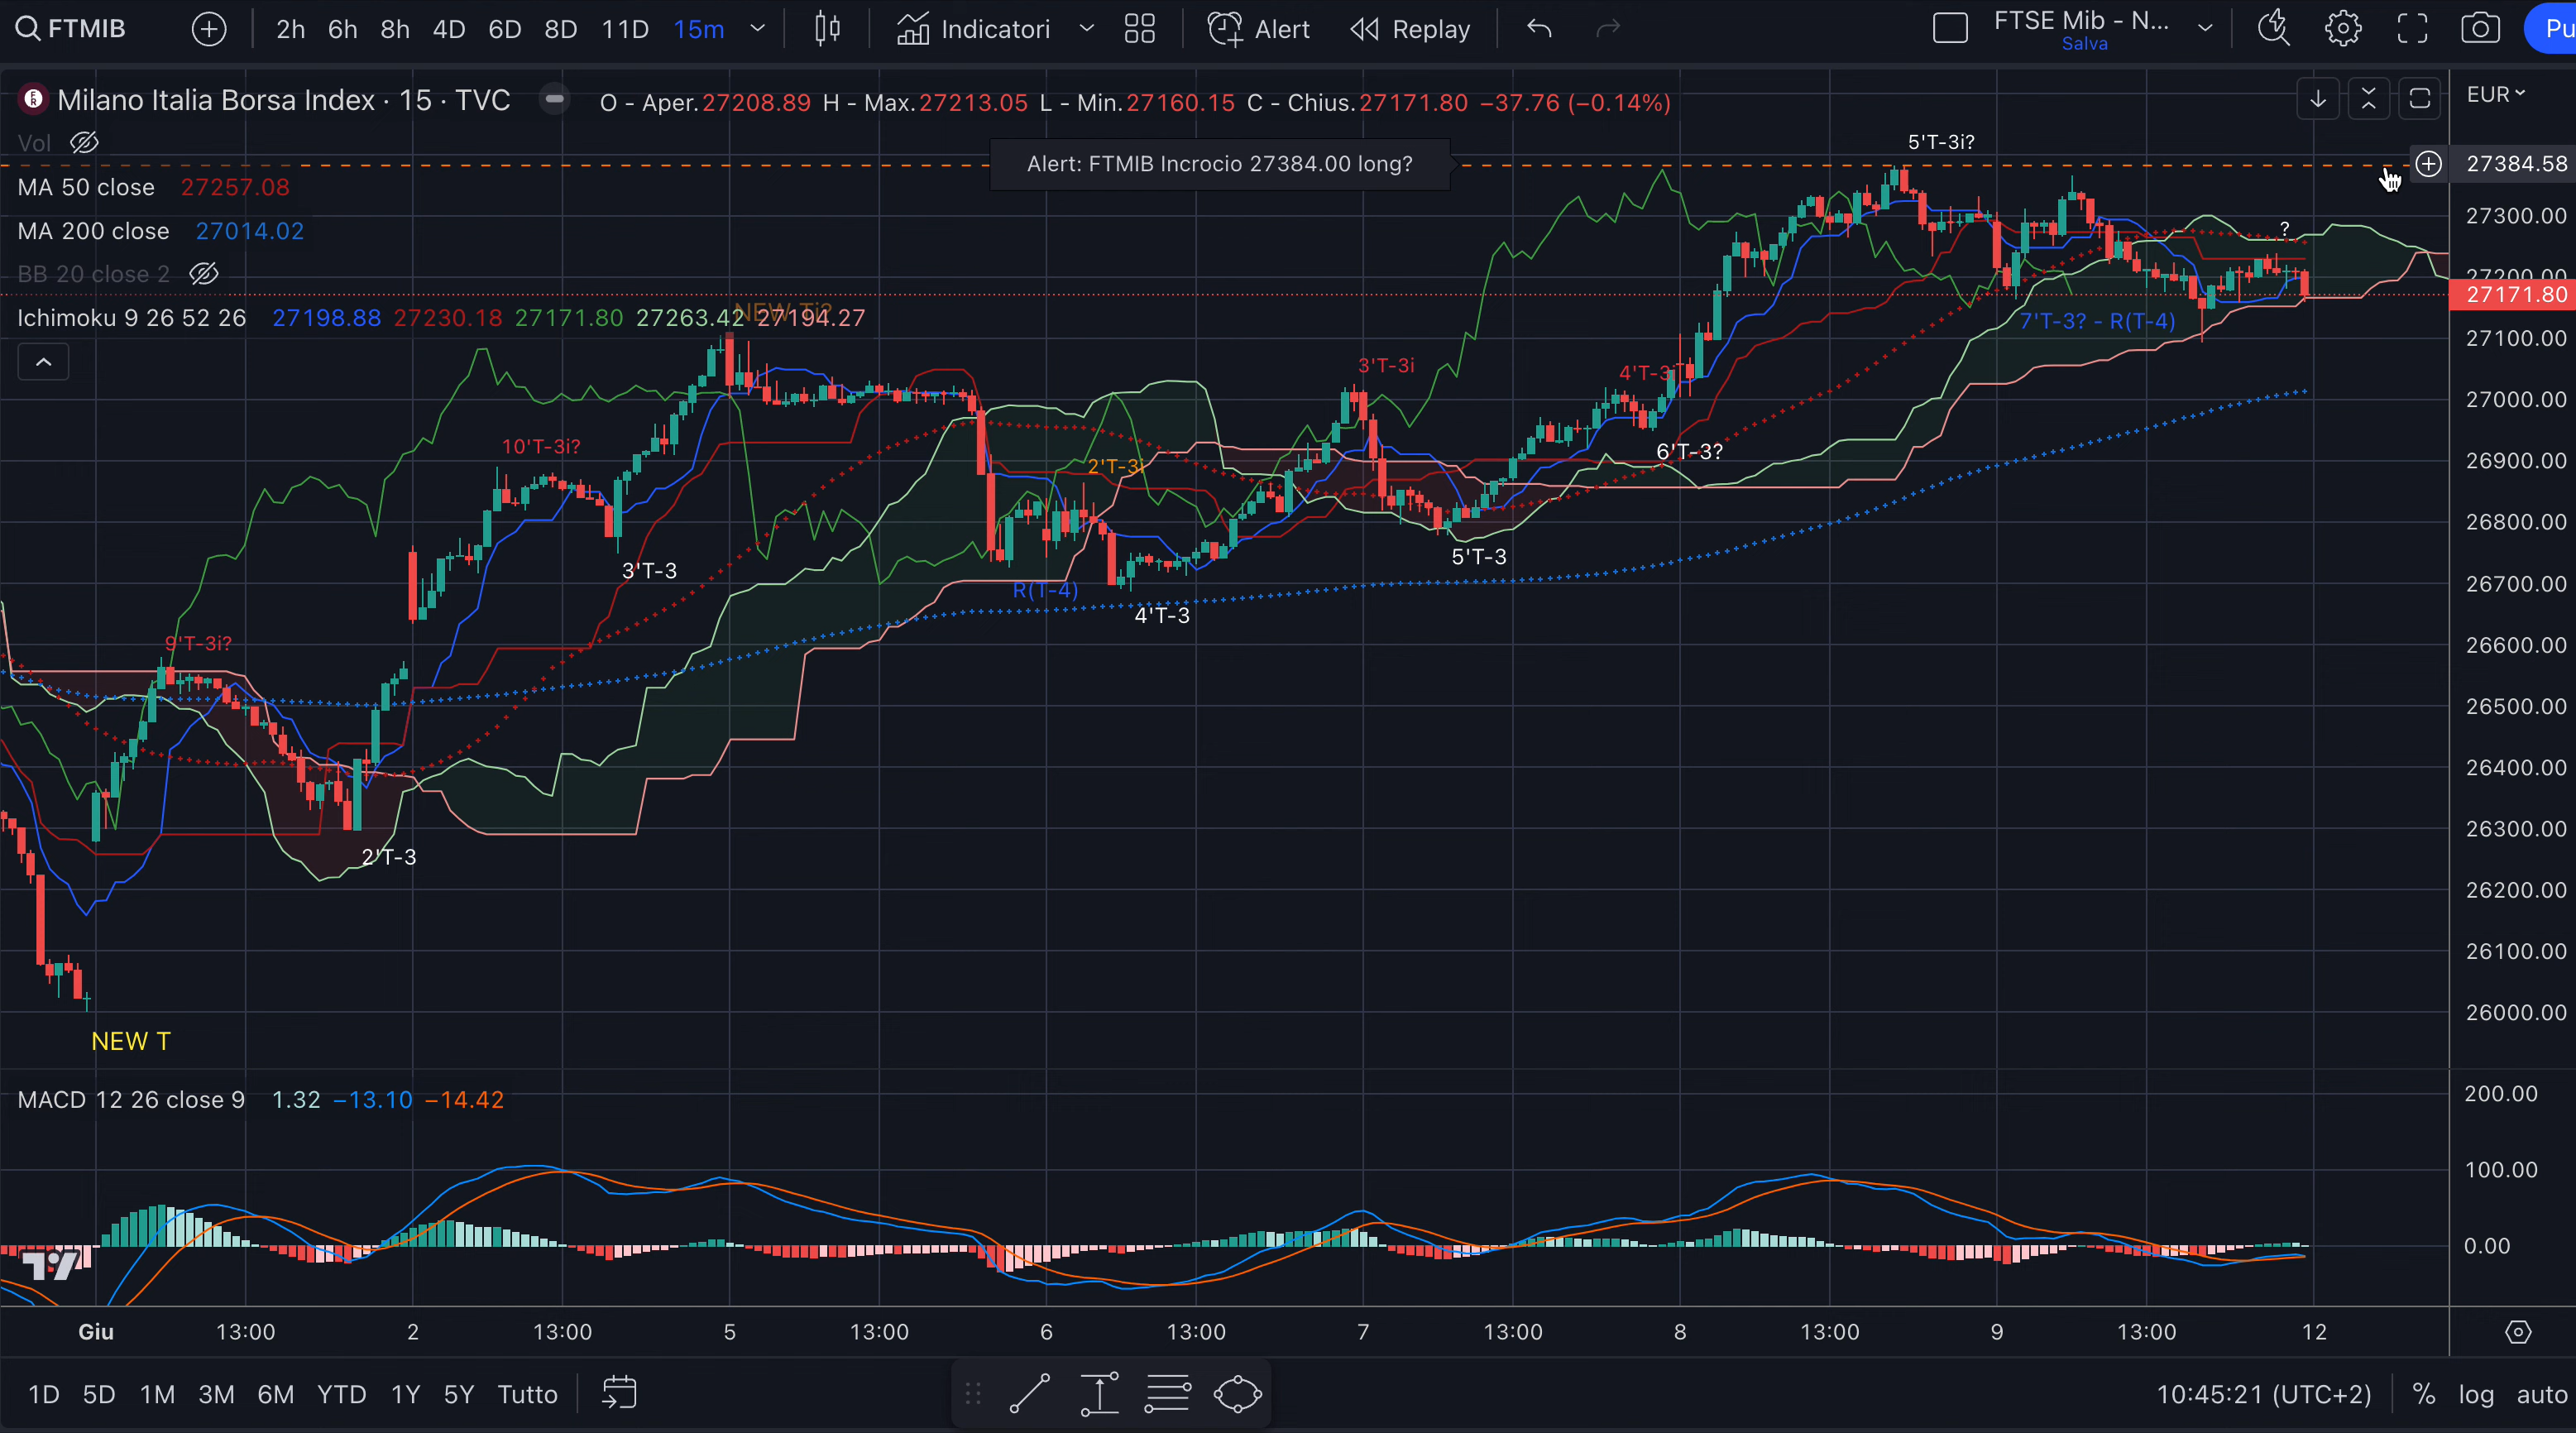 FTMIB 2h 6h 8h 4D 6D 8D 11D 15m Indicatori Alert Replay FTSE Mib - N... Pu
Salva
Milano Italia Borsa Index · 15 · TVC O - Aper.27208.89 H - Max.27213.05 L - Min.27160.15 C - Chius.27171.80 −37.76 (−0.14%) EUR
Vol
5'T-3i?
Alert: FTMIB Incrocio 27384.00 long?
27384.58
MA 50 close 27257.08
27300.00
MA 200 close 27014.02
?
BB 20 close 2
27200.00
27171.80
NEW Ti?
Ichimoku 9 26 52 26 27198.88 27230.18 27171.80 27263.42 27194.27
7'T-3? - R(T-4)
27100.00
3'T-3i
4'T-3i
27000.00
10'T-3i?
6'T-3?
2'T-3i
26900.00
26800.00
5'T-3
3'T-3
R(T-4)
26700.00
4'T-3
9'T-3i?
26600.00
26500.00
26400.00
26300.00
2'T-3
26200.00
26100.00
26000.00
NEW T
MACD 12 26 close 9 1.32 −13.10 −14.42
200.00
100.00
0.00
Giu 13:00 2 13:00 5 13:00 6 13:00 7 13:00 8 13:00 9 13:00 12
1D 5D 1M 3M 6M YTD 1Y 5Y Tutto 10:45:21 (UTC+2) % log auto